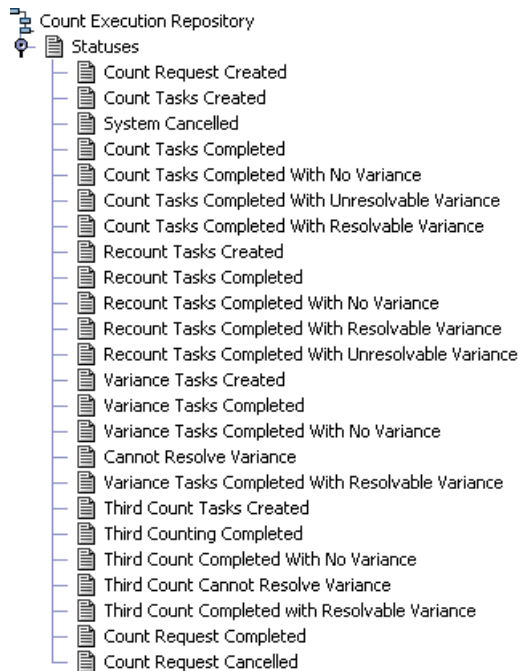 Count Execution Repository
Statuses
Count Request Created
Count Tasks Created
System Cancelled
Count Tasks Completed
Count Tasks Completed With No Variance
Count Tasks Completed With Unresolvable Variance
Count Tasks Completed With Resolvable Variance
Recount Tasks Created
Recount Tasks Completed
Recount Tasks Completed With No Variance
Recount Tasks Completed With Resolvable Variance
Recount Tasks Completed With Unresolvable Variance
Variance Tasks Created
Variance Tasks Completed
Variance Tasks Completed With No Variance
Cannot Resolve Variance
Variance Tasks Completed With Resolvable Variance
Third Count Tasks Created
Third Counting Completed
Third Count Completed With No Variance
Third Count Cannot Resolve Variance
Third Count Completed with Resolvable Variance
Count Request Completed
Count Request Cancelled